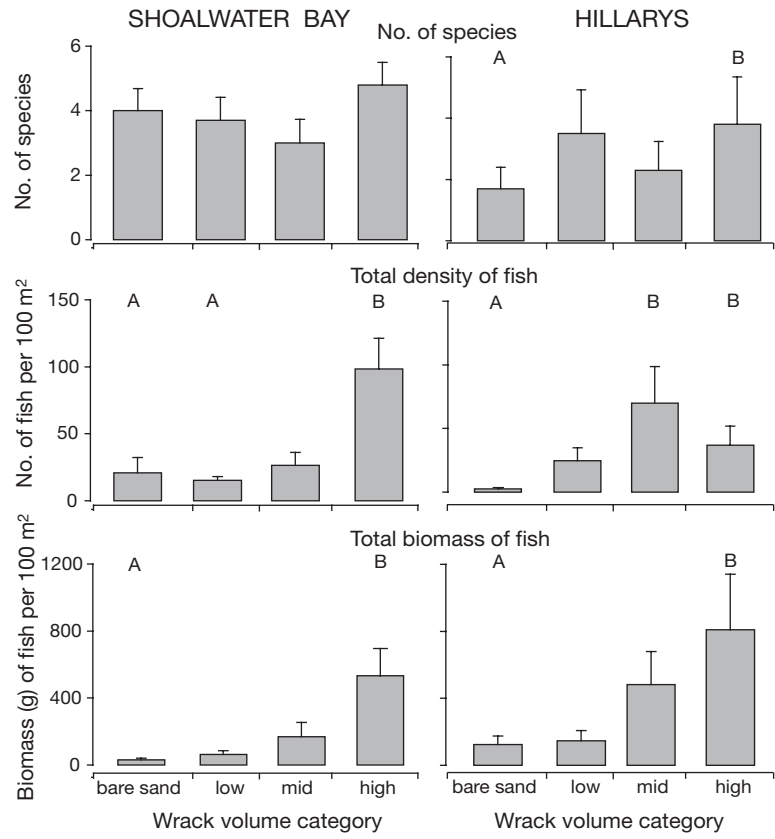 SHOALWATER BAY HILLARYS
No. of species
No. of species
6
4
2
0
A B
Total density of fish
No. of fish per 100 m²
150
100
50
0
A A B
A B B
Total biomass of fish
Biomass (g) of fish per 100 m²
1200
800
400
0
A B
A B
bare sand low mid high bare sand low mid high
Wrack volume category Wrack volume category